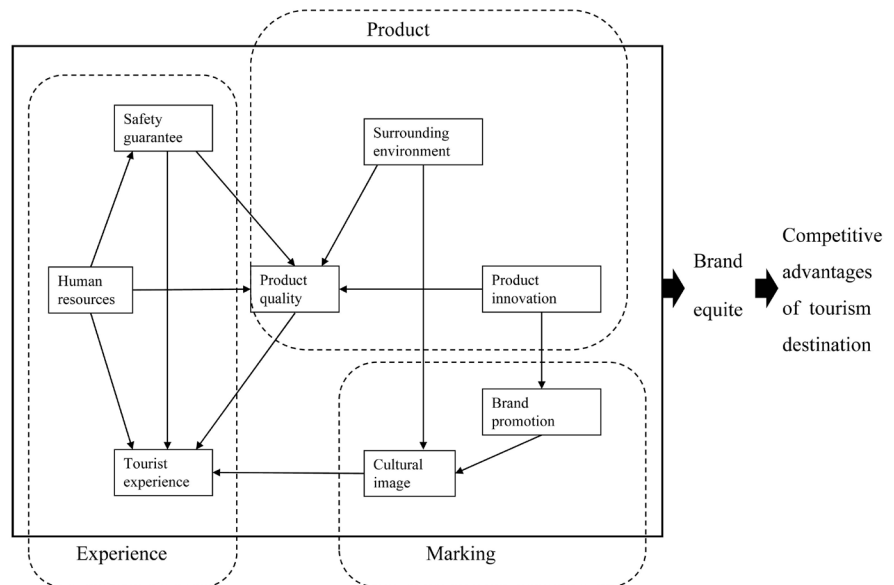 Product
Safety
guarantee
Surrounding
environment
Human
resources
Product
quality
Product
innovation
Brand
promotion
Tourist
experience
Cultural
image
Experience
Marking
Brand
equite
Competitive
advantages
of tourism
destination